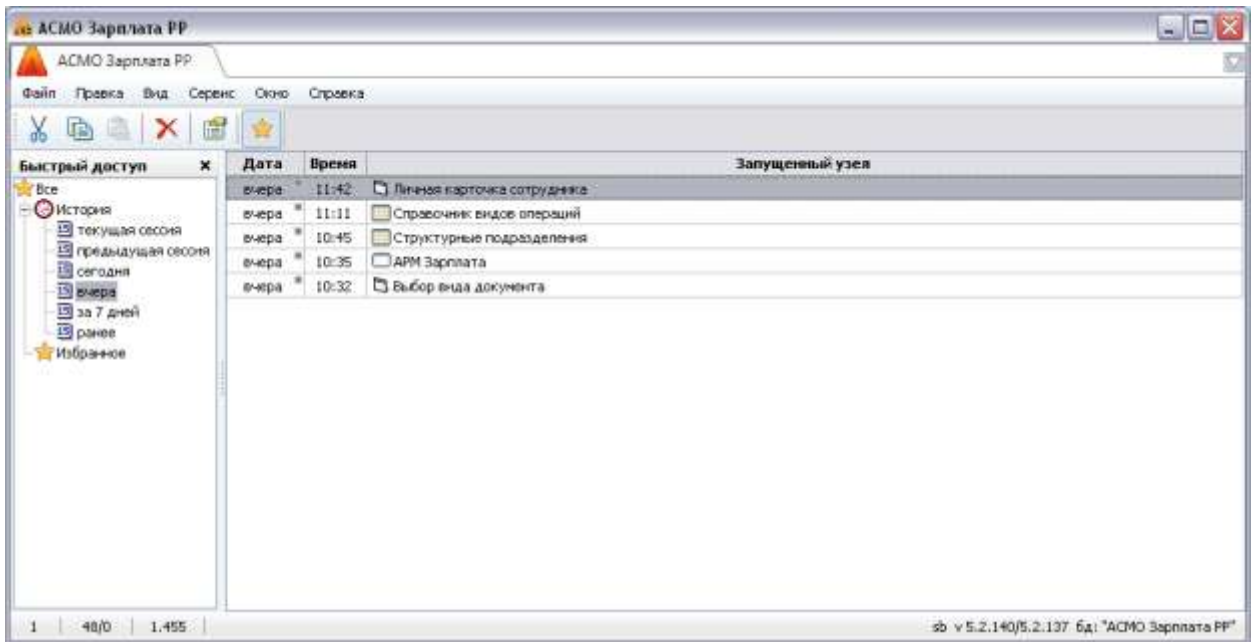 АСМО Зарплата РР
АСМО Зарплата РР
Файл Правка Вид Сервис Окно Справка
Быстрый доступ
Все
История
текущая сессия
предыдущая сессия
сегодня
вчера
за 7 дней
ранее
Избранное
Дата Время Запущенный узел
вчера 11:42 Личная карточка сотрудника
вчера 11:11 Справочник видов операций
вчера 10:45 Структурные подразделения
вчера 10:35 АРМ Зарплата
вчера 10:32 Выбор вида документа
1 48/0 1.455 sb v 5.2.140/5.2.137 бд: "АСМО Зарплата РР"